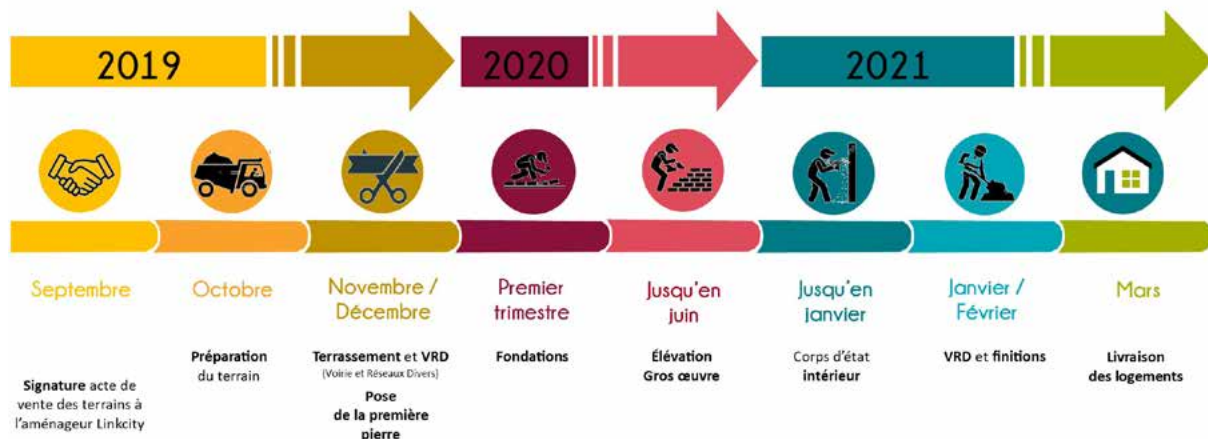 2019
2020
2021
Septembre
Signature acte de
vente des terrains à
l'aménageur Linkcity
Octobre
Préparation
du terrain
Novembre /
Décembre
Terrassement et VRD
(Voirie et Réseaux Divers)
Pose
de la première
pierre
Premier
trimestre
Fondations
Jusqu'en
juin
Élévation
Gros œuvre
Jusqu'en
janvier
Corps d'état
intérieur
Janvier /
Février
VRD et finitions
Mars
Livraison
des logements